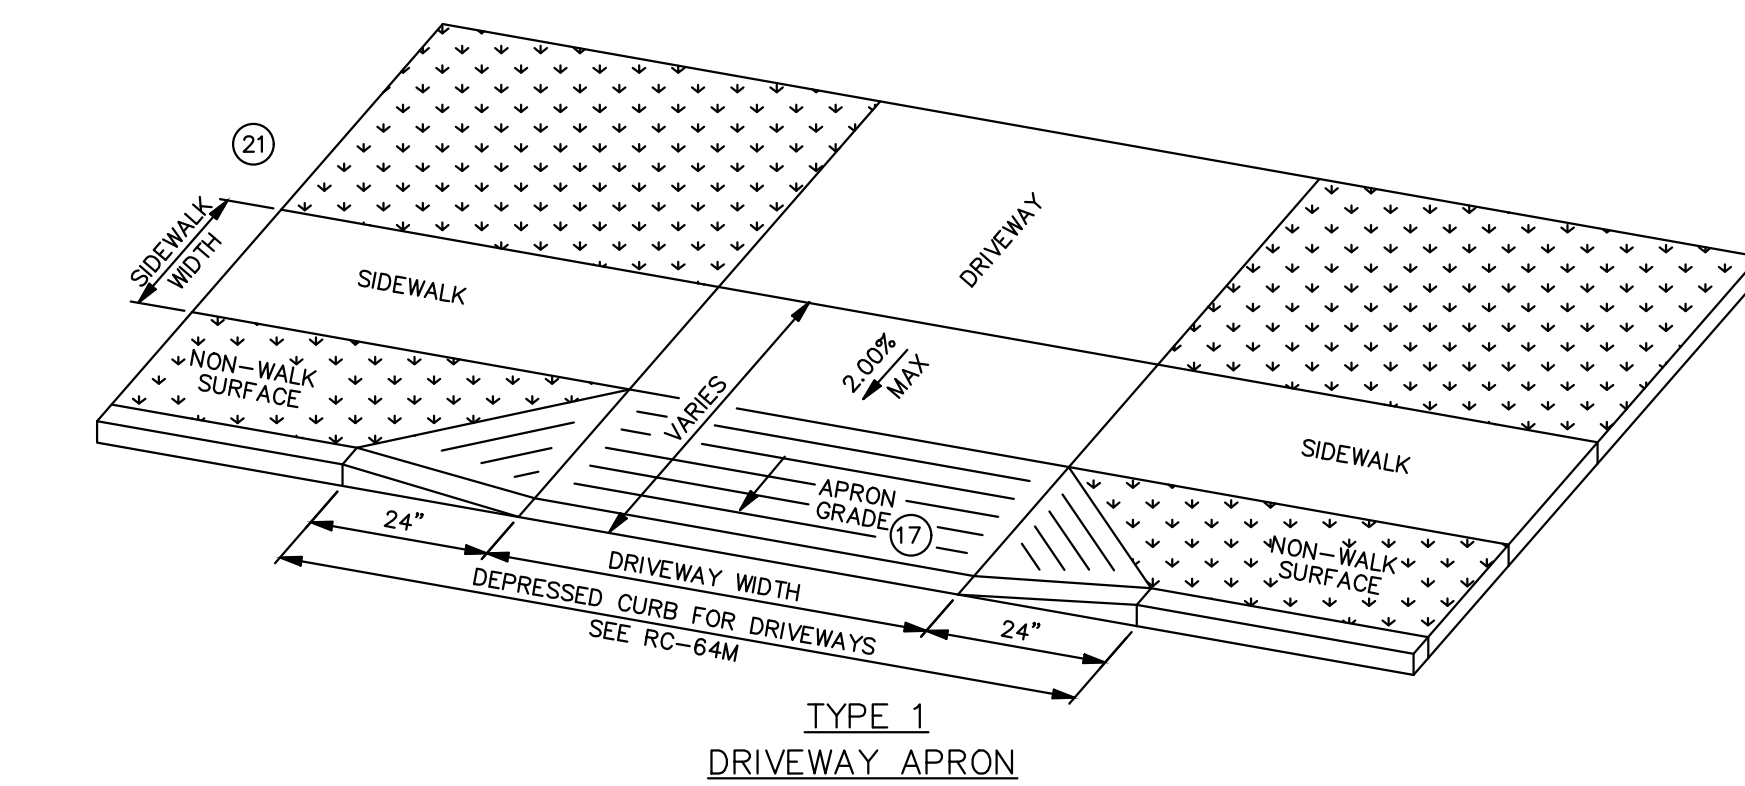 21
SIDEWALK
WIDTH
SIDEWALK
DRIVEWAY
NON-WALK
SURFACE
VARIES
2.00%
MAX
SIDEWALK
APRON
GRADE 17
NON-WALK
SURFACE
24"
DRIVEWAY WIDTH
24"
DEPRESSED CURB FOR DRIVEWAYS
SEE RC-64M
TYPE 1
DRIVEWAY APRON